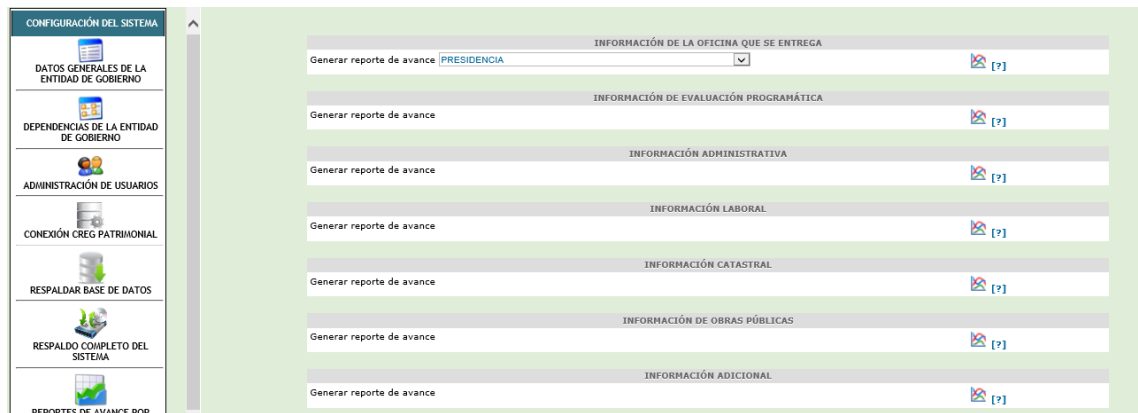 CONFIGURACIÓN DEL SISTEMA
DATOS GENERALES DE LA
ENTIDAD DE GOBIERNO
DEPENDENCIAS DE LA ENTIDAD
DE GOBIERNO
ADMINISTRACIÓN DE USUARIOS
CONEXIÓN CREG PATRIMONIAL
RESPALDAR BASE DE DATOS
RESPALDO COMPLETO DEL
SISTEMA
REPORTES DE AVANCE POR
INFORMACIÓN DE LA OFICINA QUE SE ENTREGA
Generar reporte de avance PRESIDENCIA [?]
INFORMACIÓN DE EVALUACIÓN PROGRAMÁTICA
Generar reporte de avance [?]
INFORMACIÓN ADMINISTRATIVA
Generar reporte de avance [?]
INFORMACIÓN LABORAL
Generar reporte de avance [?]
INFORMACIÓN CATASTRAL
Generar reporte de avance [?]
INFORMACIÓN DE OBRAS PÚBLICAS
Generar reporte de avance [?]
INFORMACIÓN ADICIONAL
Generar reporte de avance [?]